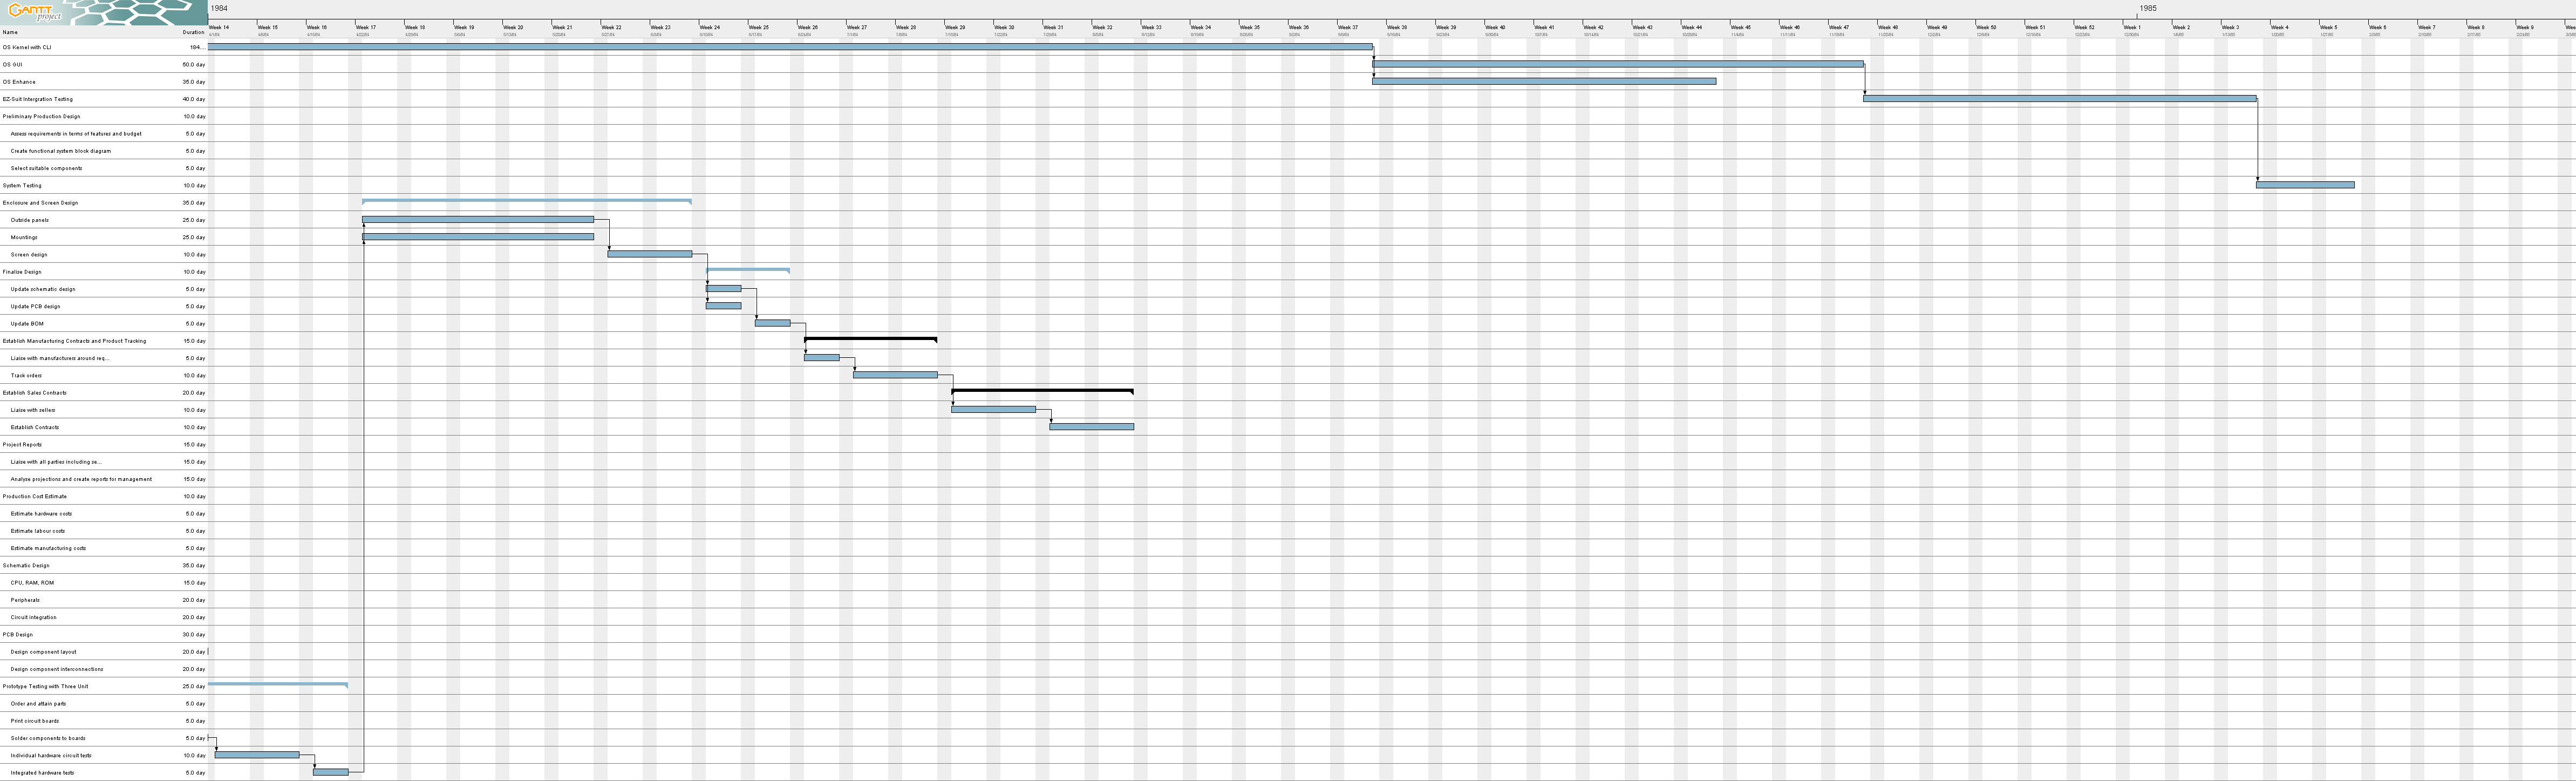 GANTT
project
1984
1985
Week 14 Week 15 Week 16 Week 17 Week 18 Week 19 Week 20 Week 21 Week 22 Week 23 Week 24 Week 25 Week 26 Week 27 Week 28 Week 29 Week 30 Week 31 Week 32 Week 33 Week 34 Week 35 Week 36 Week 37 Week 38 Week 39 Week 40 Week 41 Week 42 Week 43 Week 44 Week 45 Week 46 Week 47 Week 48 Week 49 Week 50 Week 51 Week 52 Week 1 Week 2 Week 3 Week 4 Week 5 Week 6 Week 7 Week 8 Week 9
Name Duration
OS Kernel with CLI 184...
OS GUI 50.0 day
OS Enhance 35.0 day
EZ-Suit Intergration Testing 40.0 day
Preliminary Production Design 10.0 day
Assess requirements in terms of features and budget 5.0 day
Create functional system block diagram 5.0 day
Select suitable components 5.0 day
System Testing 10.0 day
Enclosure and Screen Design 35.0 day
Outside panels 25.0 day
Mountings 25.0 day
Screen design 10.0 day
Finalise Design 10.0 day
Update schematic design 5.0 day
Update PCB design 5.0 day
Update BOM 5.0 day
Establish Manufacturing Contracts and Product Tracking 15.0 day
Liaise with manufacturers around req... 5.0 day
Track orders 10.0 day
Establish Sales Contracts 20.0 day
Liaise with sellers 10.0 day
Establish Contracts 10.0 day
Project Reports 15.0 day
Liaise with all parties including se... 15.0 day
Analyse projections and create reports for management 15.0 day
Production Cost Estimate 10.0 day
Estimate hardware costs 5.0 day
Estimate labour costs 5.0 day
Estimate manufacturing costs 5.0 day
Schematic Design 35.0 day
CPU, RAM, ROM 15.0 day
Peripherals 20.0 day
Circuit integration 20.0 day
PCB Design 30.0 day
Design component layout 20.0 day
Design component interconnections 20.0 day
Prototype Testing with Three Unit 25.0 day
Order and attain parts 5.0 day
Print circuit boards 5.0 day
Solder components to boards 5.0 day
Individual hardware circuit tests 10.0 day
Integrated hardware tests 5.0 day